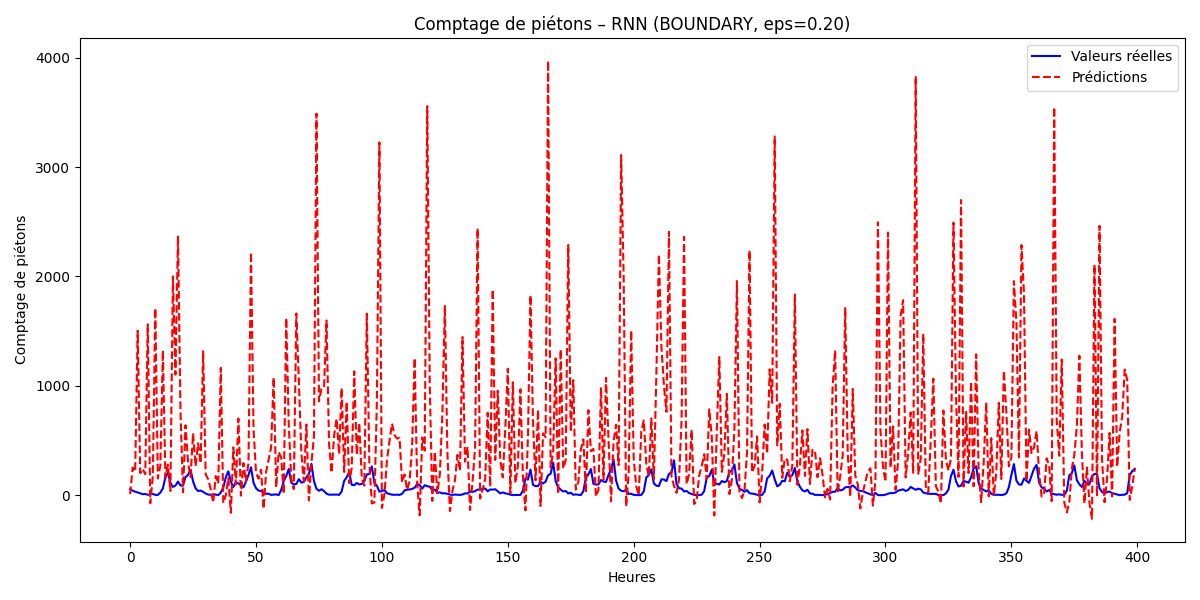 Comptage de piétons – RNN (BOUNDARY, eps=0.20)
Valeurs réelles
Prédictions
Comptage de piétons
4000
3000
2000
1000
0
0 50 100 150 200 250 300 350 400
Heures